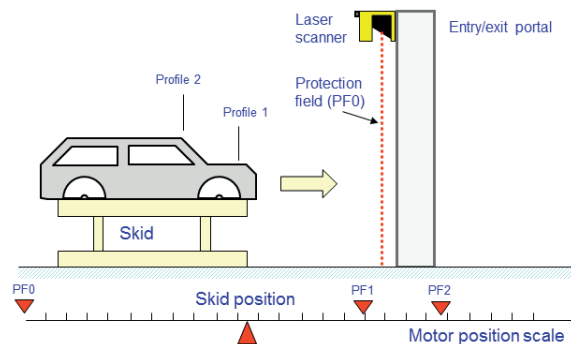 Laser
scanner
Entry/exit portal
Profile 2
Protection
field (PF0)
Profile 1
Skid
PF0
Skid position
PF1
PF2
Motor position scale